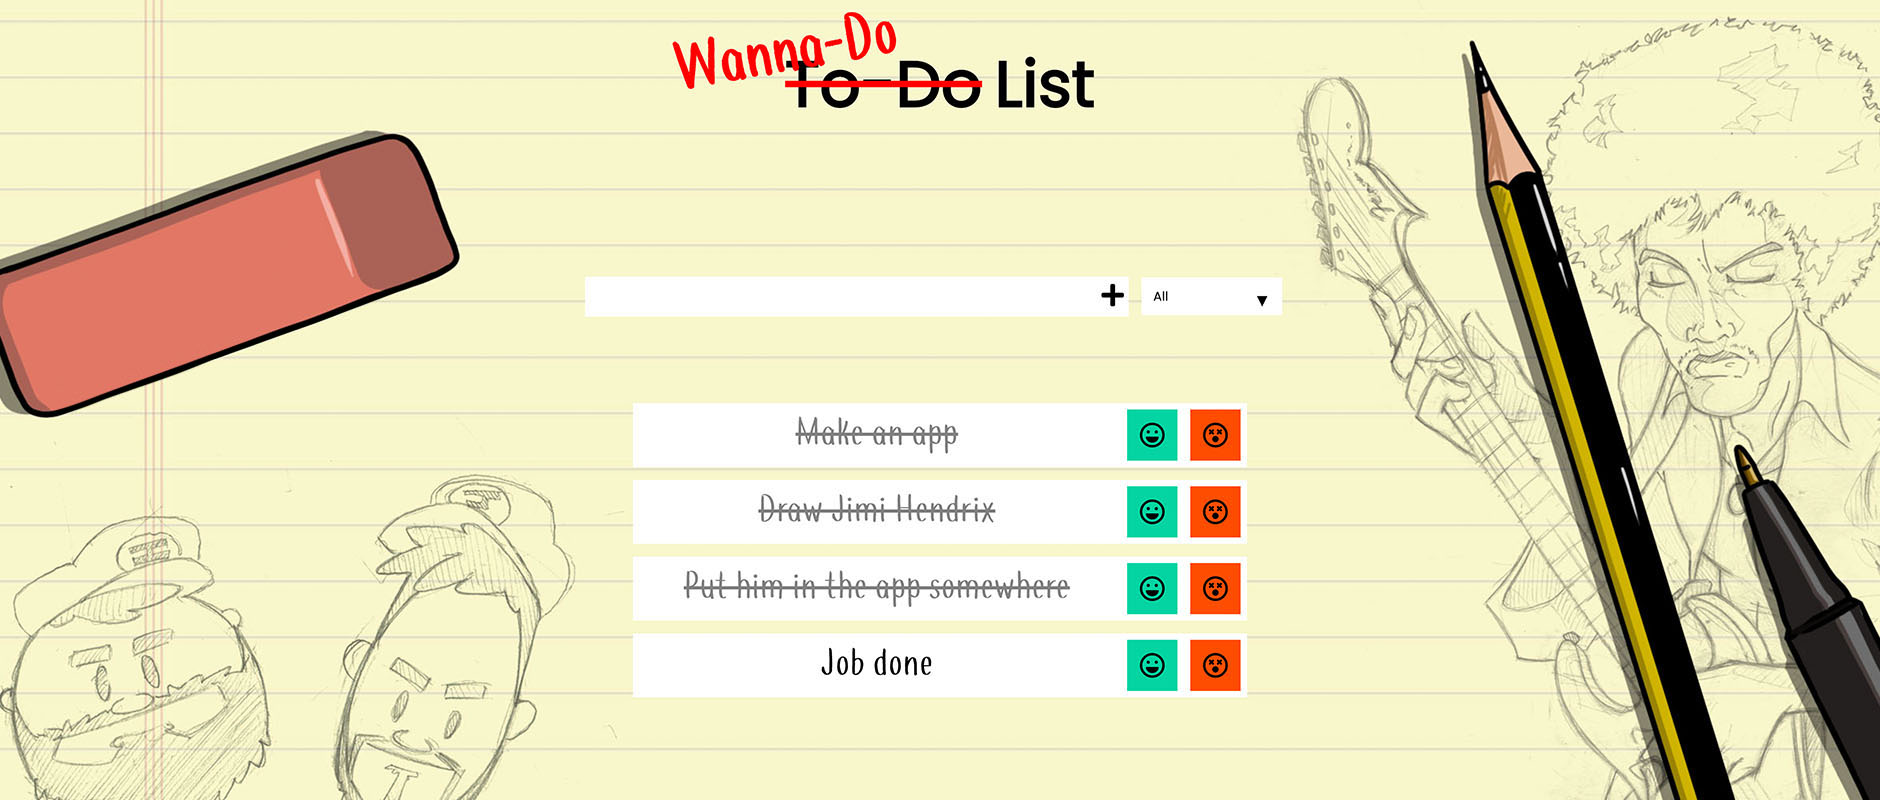 Wanna-Do
To-Do List
All
Make an app
Draw Jimi Hendrix
Put him in the app somewhere
Job done